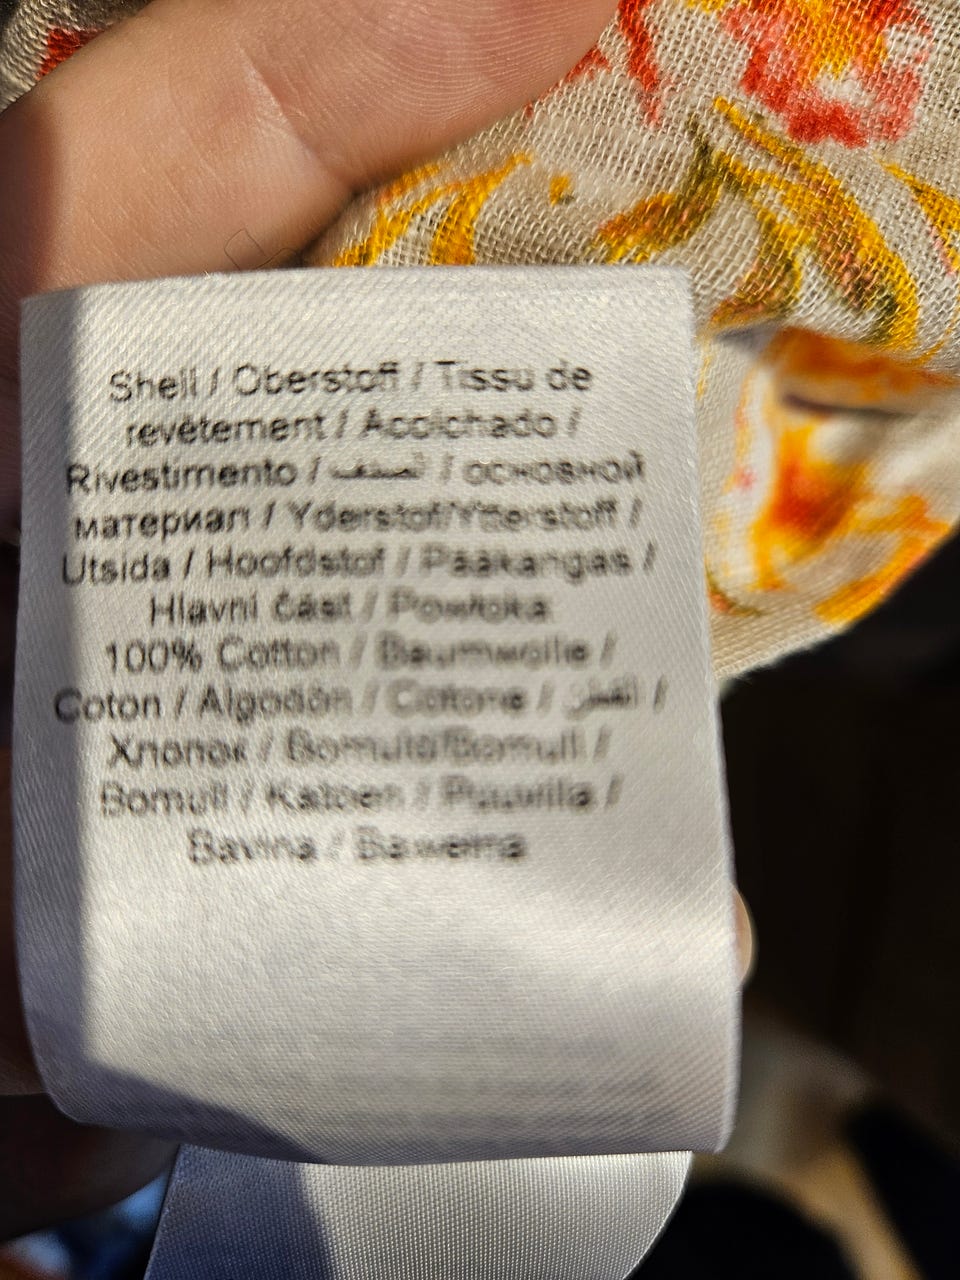 Shell / Oberstoff / Tissu de
revêtement / Acolchado /
Rivestimento / / основной
материал / Yderstof/Ytterstoff /
Utsida / Hoofdstof / Pääkangas /
Hlavní část / Powłoka
100% Cotton / Baumwolle /
Coton / Algodón / Cotone / القطن /
Хлопок / Bomuld/Bomull /
Bomull / Katoen / Puuvilla /
Bavlna / Bawełna